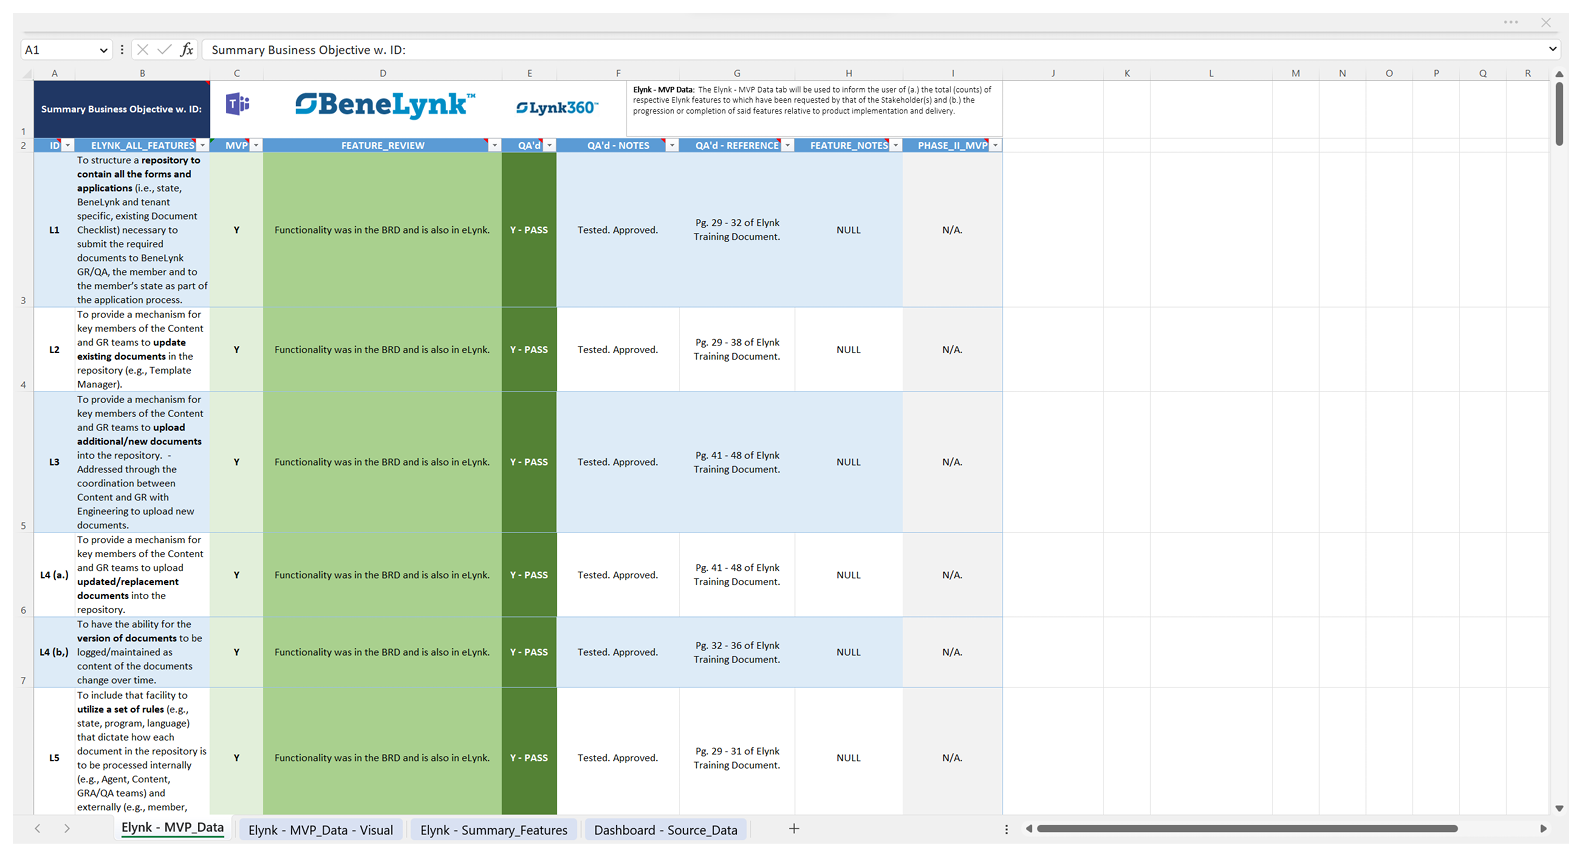 A1
fx
Summary Business Objective w. ID:
A B C D E F G H I J K L M N O P Q R
1
Summary Business Objective w. ID:
T
BeneLynk™
Lynk360™
Elynk - MVP Data: The Elynk - MVP Data tab will be used to inform the user of (a.) the total (counts) of
respective Elynk features to which have been requested by that of the Stakeholder(s) and (b.) the
progression or completion of said features relative to product implementation and delivery.
2 ID ELYNK_ALL_FEATURES MVP FEATURE_REVIEW QA'd QA'd - NOTES QA'd - REFERENCE FEATURE_NOTES PHASE_II_MVP
3
L1
To structure a repository to
contain all the forms and
applications (i.e., state,
BeneLynk and tenant
specific, existing Document
Checklist) necessary to
submit the required
documents to BeneLynk
GR/QA, the member and to
the member's state as part of
the application process.
Y
Functionality was in the BRD and is also in eLynk.
Y - PASS
Tested. Approved.
Pg. 29 - 32 of Elynk
Training Document.
NULL
N/A.
4
L2
To provide a mechanism for
key members of the Content
and GR teams to update
existing documents in the
repository (e.g., Template
Manager).
Y
Functionality was in the BRD and is also in eLynk.
Y - PASS
Tested. Approved.
Pg. 29 - 38 of Elynk
Training Document.
NULL
N/A.
5
L3
To provide a mechanism for
key members of the Content
and GR teams to upload
additional/new documents
into the repository. -
Addressed through the
coordination between
Content and GR with
Engineering to upload new
documents.
Y
Functionality was in the BRD and is also in eLynk.
Y - PASS
Tested. Approved.
Pg. 41 - 48 of Elynk
Training Document.
NULL
N/A.
6
L4 (a.)
To provide a mechanism for
key members of the Content
and GR teams to upload
updated/replacement
documents into the
repository.
Y
Functionality was in the BRD and is also in eLynk.
Y - PASS
Tested. Approved.
Pg. 41 - 48 of Elynk
Training Document.
NULL
N/A.
7
L4 (b,)
To have the ability for the
version of documents to be
logged/maintained as
content of the documents
change over time.
Y
Functionality was in the BRD and is also in eLynk.
Y - PASS
Tested. Approved.
Pg. 32 - 36 of Elynk
Training Document.
NULL
N/A.
L5
To include that facility to
utilize a set of rules (e.g.,
state, program, language)
that dictate how each
document in the repository is
to be processed internally
(e.g., Agent, Content,
GRA/QA teams) and
externally (e.g., member,
Y
Functionality was in the BRD and is also in eLynk.
Y - PASS
Tested. Approved.
Pg. 29 - 31 of Elynk
Training Document.
NULL
N/A.
Elynk - MVP_Data
Elynk - MVP_Data - Visual
Elynk - Summary_Features
Dashboard - Source_Data